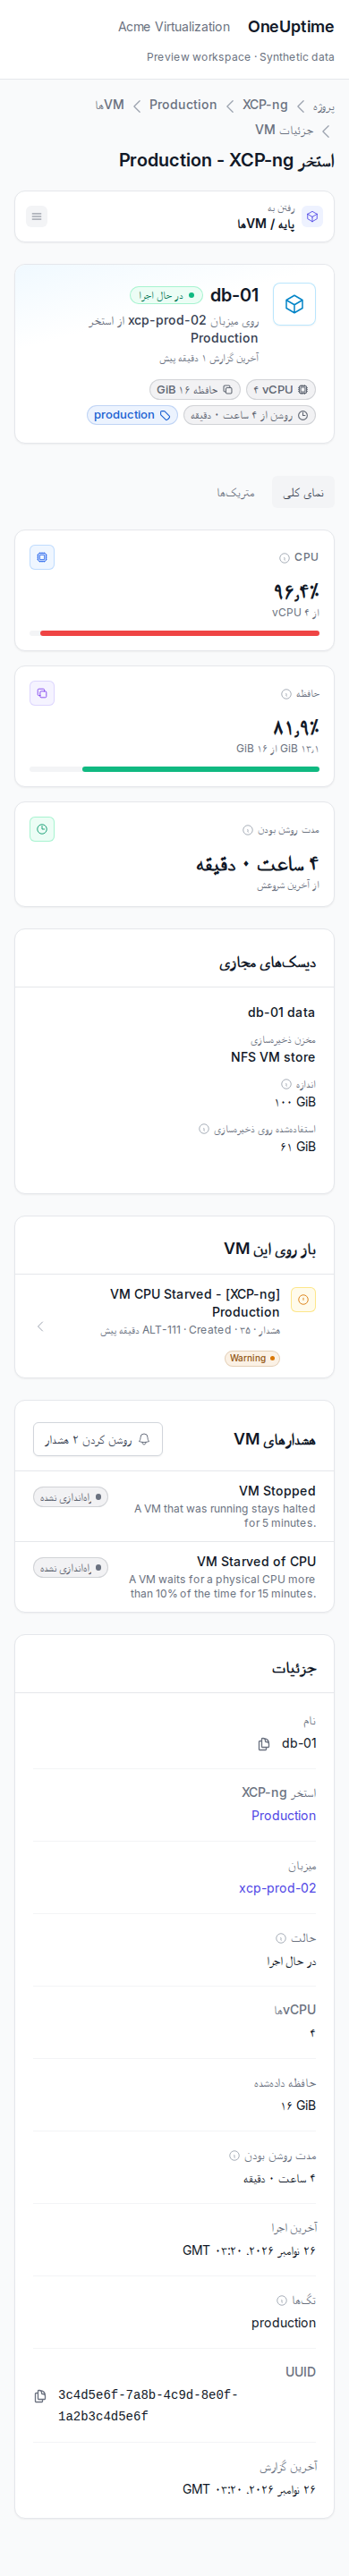 OneUptime
Acme Virtualization
Preview workspace · Synthetic data
پروژه
XCP-ng
Production
VMها
جزئیات VM
استخر Production - XCP-ng
رفتن به
پایه / VMها
db-01
در حال اجرا
روی میزبان xcp-prod-02 از استخر
Production
آخرین گزارش ۱ دقیقه پیش
۴ vCPU
حافظه ۱۶ GiB
روشن از ۴ ساعت ۰ دقیقه
production
نمای کلی
متریک‌ها
CPU
۹۶٫۴٪
از ۴ vCPU
حافظه
۸۱٫۹٪
۱۳٫۱ GiB از ۱۶ GiB
مدت روشن بودن
۴ ساعت ۰ دقیقه
از آخرین شروعش
دیسک‌های مجازی
db-01 data
مخزن ذخیره‌سازی
NFS VM store
اندازه
۱۰۰ GiB
استفاده‌شده روی ذخیره‌سازی
۶۱ GiB
باز روی این VM
VM CPU Starved - [XCP-ng]
Production
هشدار ALT-111 · Created · ۳۵ دقیقه پیش
Warning
هشدارهای VM
روشن کردن ۲ هشدار
VM Stopped
راه‌اندازی نشده
A VM that was running stays halted
for 5 minutes.
VM Starved of CPU
راه‌اندازی نشده
A VM waits for a physical CPU more
than 10% of the time for 15 minutes.
جزئیات
نام
db-01
استخر XCP-ng
Production
میزبان
xcp-prod-02
حالت
در حال اجرا
vCPUها
۴
حافظه داده‌شده
۱۶ GiB
مدت روشن بودن
۴ ساعت ۰ دقیقه
آخرین اجرا
۲۶ نوامبر ۲۰۲۶، ۰۳:۲۰ GMT
تگ‌ها
production
UUID
3c4d5e6f-7a8b-4c9d-8e0f-
1a2b3c4d5e6f
آخرین گزارش
۲۶ نوامبر ۲۰۲۶، ۰۳:۲۰ GMT